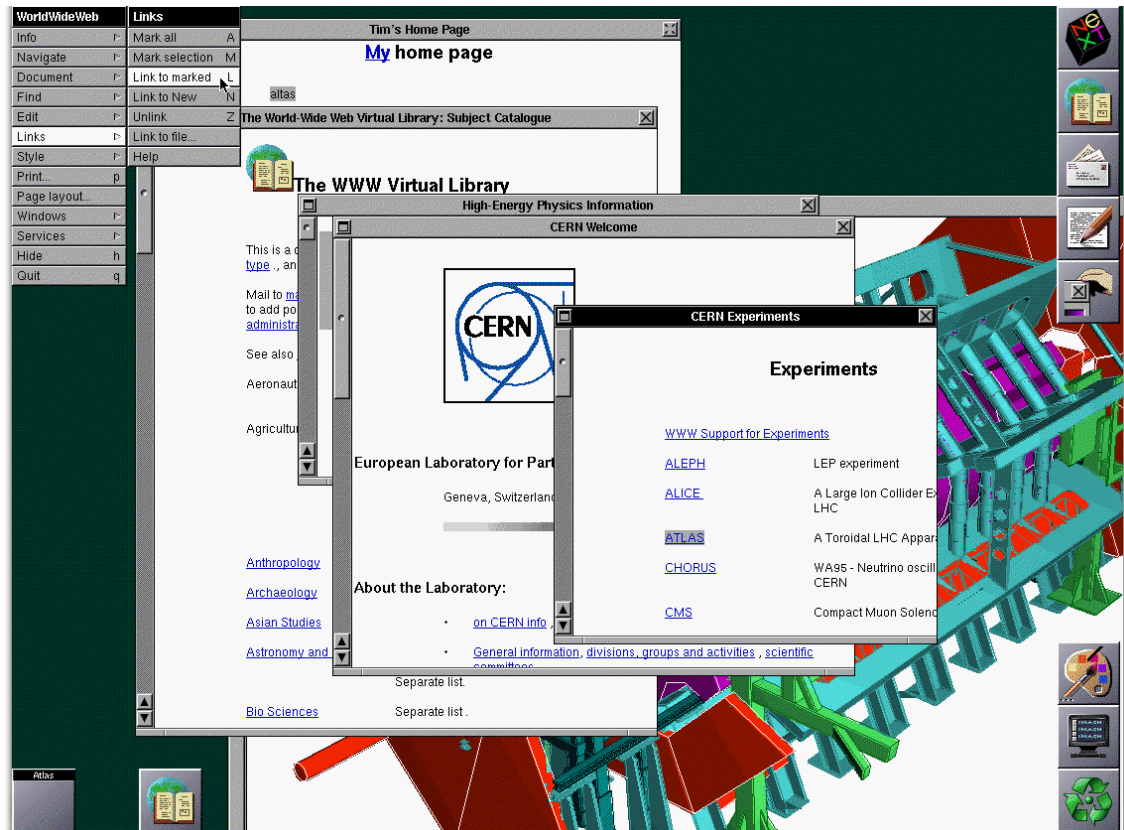 WorldWideWeb
Info
Navigate
Document
Find
Edit
Links
Style
Print... p
Page layout...
Windows
Services
Hide h
Quit q
Links
Mark all A
Mark selection M
Link to marked L
Link to New N
Unlink Z
Link to file...
Help
Tim's Home Page
My home page
altas
The World-Wide Web Virtual Library: Subject Catalogue
The WWW Virtual Library
This is a
type ., an
Mail to
to add po
administra
See also
Aeronaut
Agricultu
Anthropology
Archaeology
Asian Studies
Astronomy and
Separate list.
Bio Sciences Separate list .
High-Energy Physics Information
CERN Welcome
CERN
European Laboratory for Part
Geneva, Switzerland
About the Laboratory:
· on CERN info ,
· General information, divisions, groups and activities , scientific
committees
CERN Experiments
Experiments
WWW Support for Experiments
ALEPH LEP experiment
ALICE A Large Ion Collider Ex
LHC
ATLAS A Toroidal LHC Appar
CHORUS WA95 - Neutrino oscill
CERN
CMS Compact Muon Soleno
NeXT
Atlas